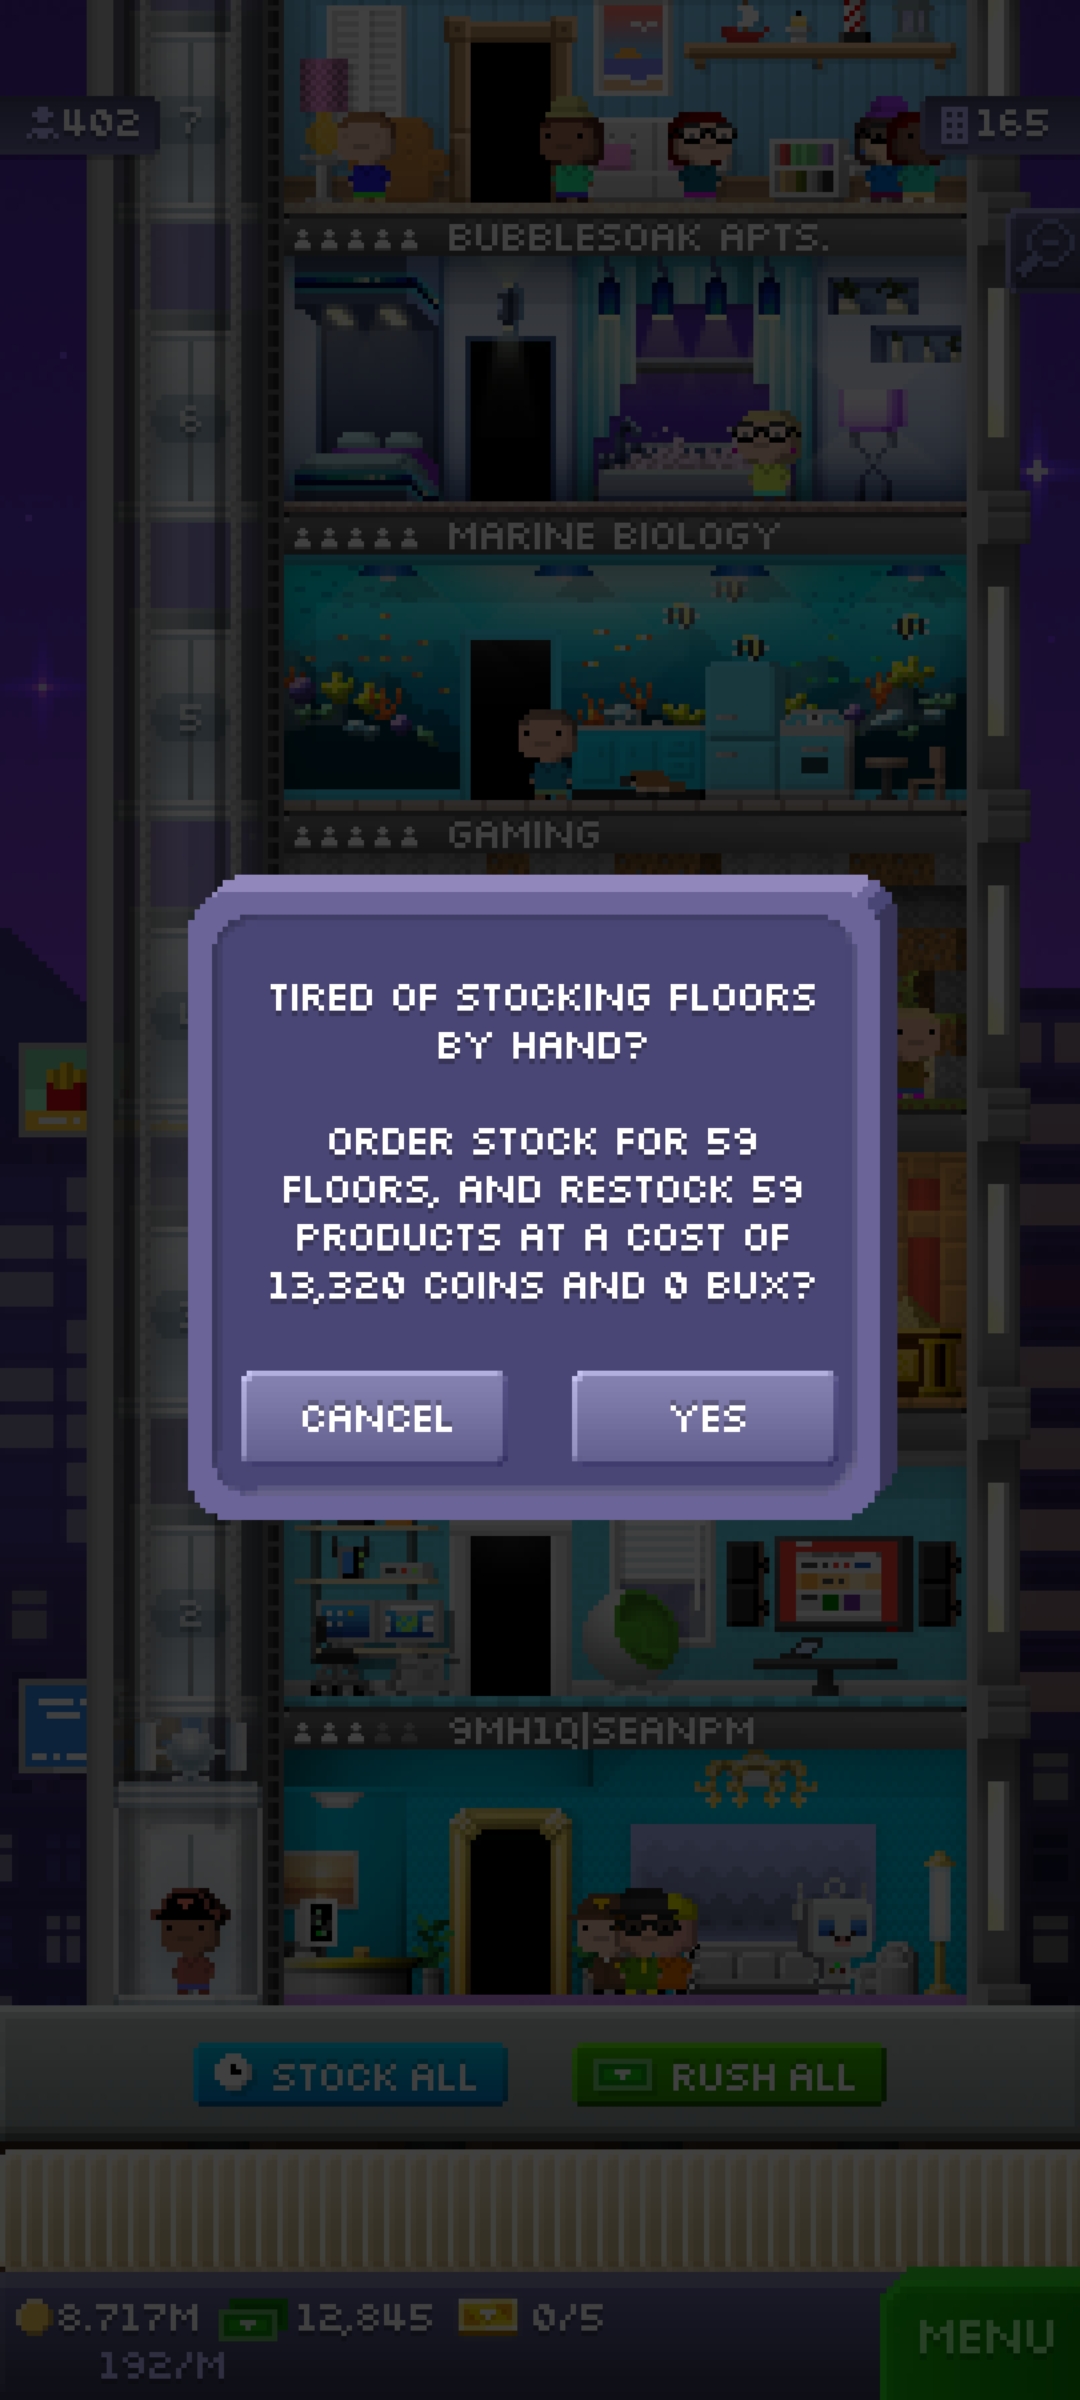 402
7
165
BUBBLESOAK APTS.
6
MARINE BIOLOGY
5
GAMING
TIRED OF STOCKING FLOORS
BY HAND?
ORDER STOCK FOR 59
FLOORS, AND RESTOCK 59
PRODUCTS AT A COST OF
13,320 COINS AND 0 BUX?
CANCEL
YES
2
9MH1Q|SEANPM
STOCK ALL
RUSH ALL
8.717M
12,845
0/5
MENU
192/M